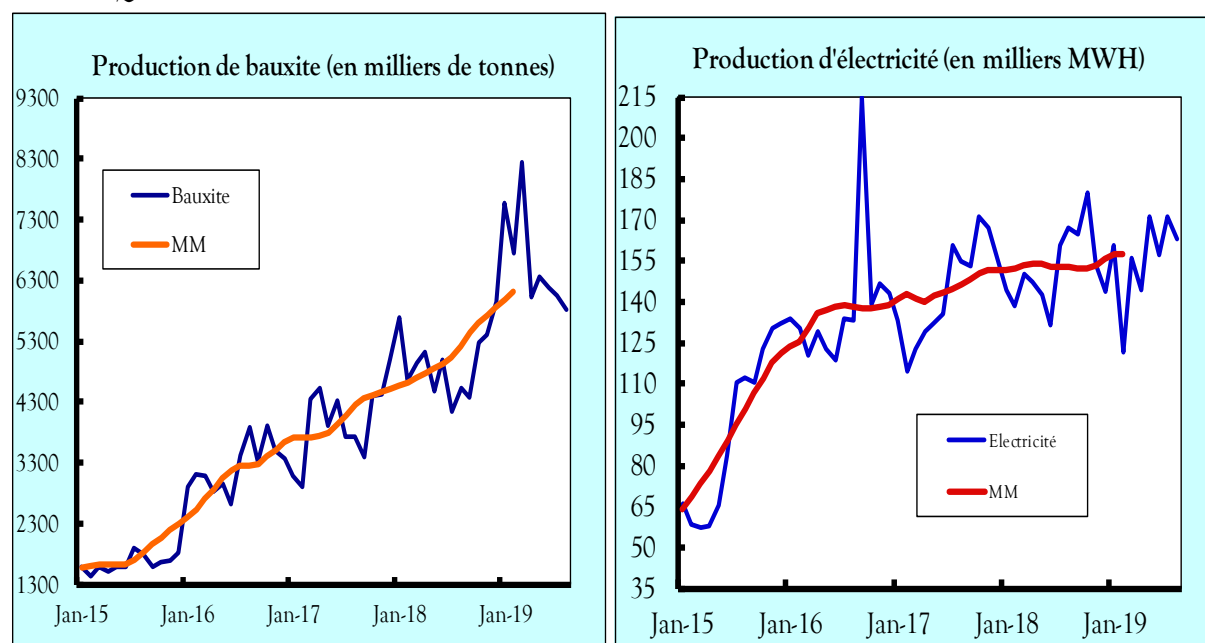 Production de bauxite (en milliers de tonnes)
9300
8300
7300
6300
5300
4300
3300
2300
1300
Bauxite
MM
Jan-15 Jan-16 Jan-17 Jan-18 Jan-19
Production d'électricité (en milliers MWH)
215
200
185
170
155
140
125
110
95
80
65
50
35
Electricité
MM
Jan-15 Jan-16 Jan-17 Jan-18 Jan-19